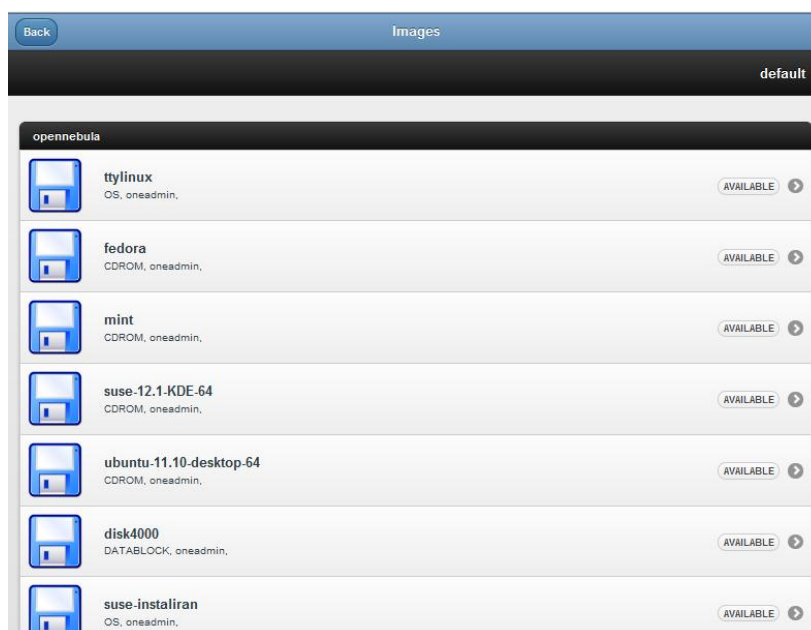 Back
Images
default
opennebula
ttylinux
OS, oneadmin,
AVAILABLE
fedora
CDROM, oneadmin,
AVAILABLE
mint
CDROM, oneadmin,
AVAILABLE
suse-12.1-KDE-64
CDROM, oneadmin,
AVAILABLE
ubuntu-11.10-desktop-64
CDROM, oneadmin,
AVAILABLE
disk4000
DATABLOCK, oneadmin,
AVAILABLE
suse-instaliran
OS, oneadmin,
AVAILABLE